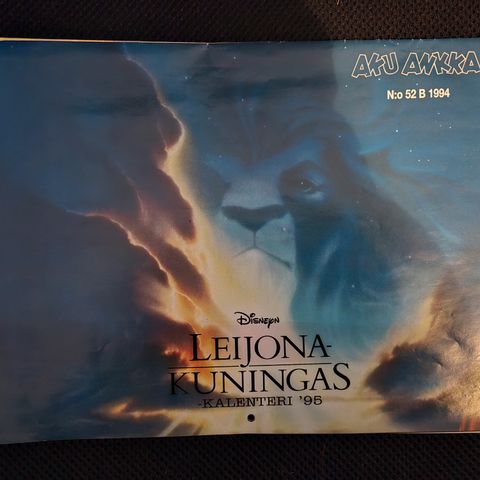 AKU ANKKA
N:o 52 B 1994
DISNEYN
LEIJONA-
KUNINGAS
-KALENTERI '95